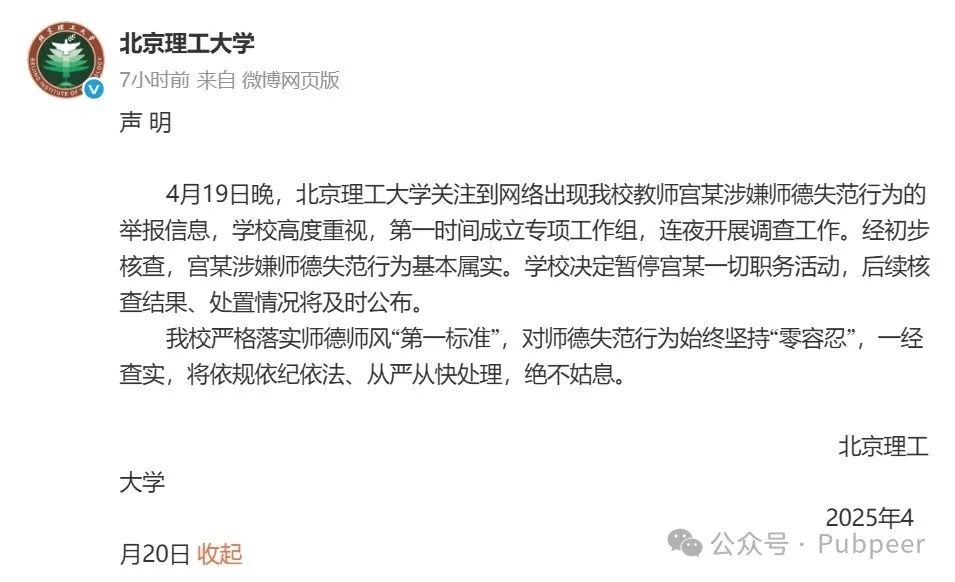 北京理工大学
7小时前 来自 微博网页版
声 明
4月19日晚，北京理工大学关注到网络出现我校教师宫某涉嫌师德失范行为的
举报信息，学校高度重视，第一时间成立专项工作组，连夜开展调查工作。经初步
核查，宫某涉嫌师德失范行为基本属实。学校决定暂停宫某一切职务活动，后续核
查结果、处置情况将及时公布。
我校严格落实师德师风“第一标准”，对师德失范行为始终坚持“零容忍”，一经
查实，将依规依纪依法、从严从快处理，绝不姑息。
北京理工
大学
2025年4
月20日 收起
公众号 · Pubpeer